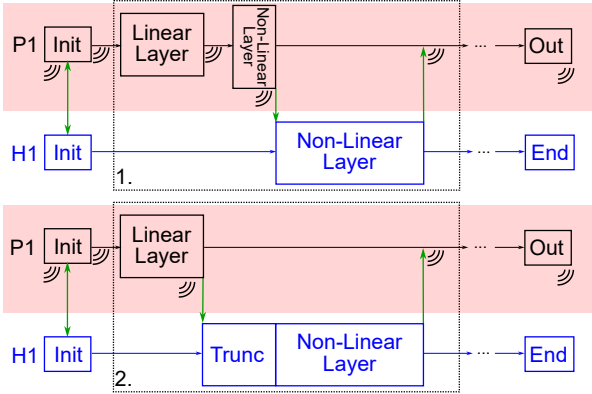 P1
Init
Linear
Layer
Non-Linear
Layer
...
Out
H1
Init
Non-Linear
Layer
...
End
1.
P1
Init
Linear
Layer
...
Out
H1
Init
Trunc
Non-Linear
Layer
...
End
2.